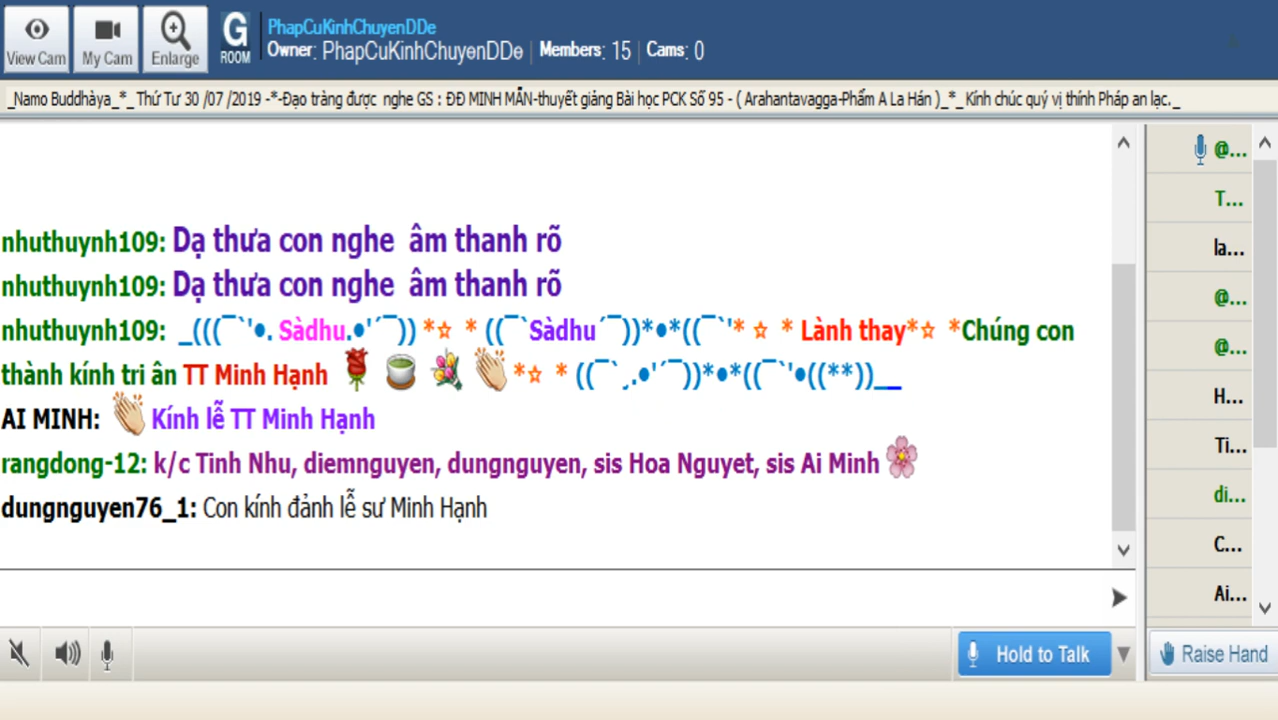 View Cam
My Cam
Enlarge
G
ROOM
PhapCuKinhChuyenDDe
Owner: PhapCuKinhChuyenDDe | Members: 15 | Cams: 0
_Namo Buddhàya_*_ Thứ Tư 30 /07 /2019 -*-Đạo tràng được nghe GS : ĐĐ MINH MẪN-thuyết giảng Bài học PCK Số 95 - ( Arahantavagga-Phẩm A La Hán )_*_ Kính chúc quý vị thính Pháp an lạc._
nhuthuynh109: Dạ thưa con nghe âm thanh rõ
nhuthuynh109: Dạ thưa con nghe âm thanh rõ
nhuthuynh109: _(((¯`'•. Sàdhu.•'´¯)) *☆ * ((¯`Sàdhu´¯))*•*((¯`'* ☆ * Lành thay*☆ *Chúng con
thành kính tri ân TT Minh Hạnh 🌹 🍵 💐 👏 *☆ * ((¯`¸.•'´¯))*•*((¯`'•((**))__
AI MINH: 👏 Kính lễ TT Minh Hạnh
rangdong-12: k/c Tinh Nhu, diemnguyen, dungnguyen, sis Hoa Nguyet, sis Ai Minh 🌸
dungnguyen76_1: Con kính đảnh lễ sư Minh Hạnh
@...
T...
la...
@...
@...
H...
Ti...
di...
C...
Ai...
Hold to Talk
Raise Hand